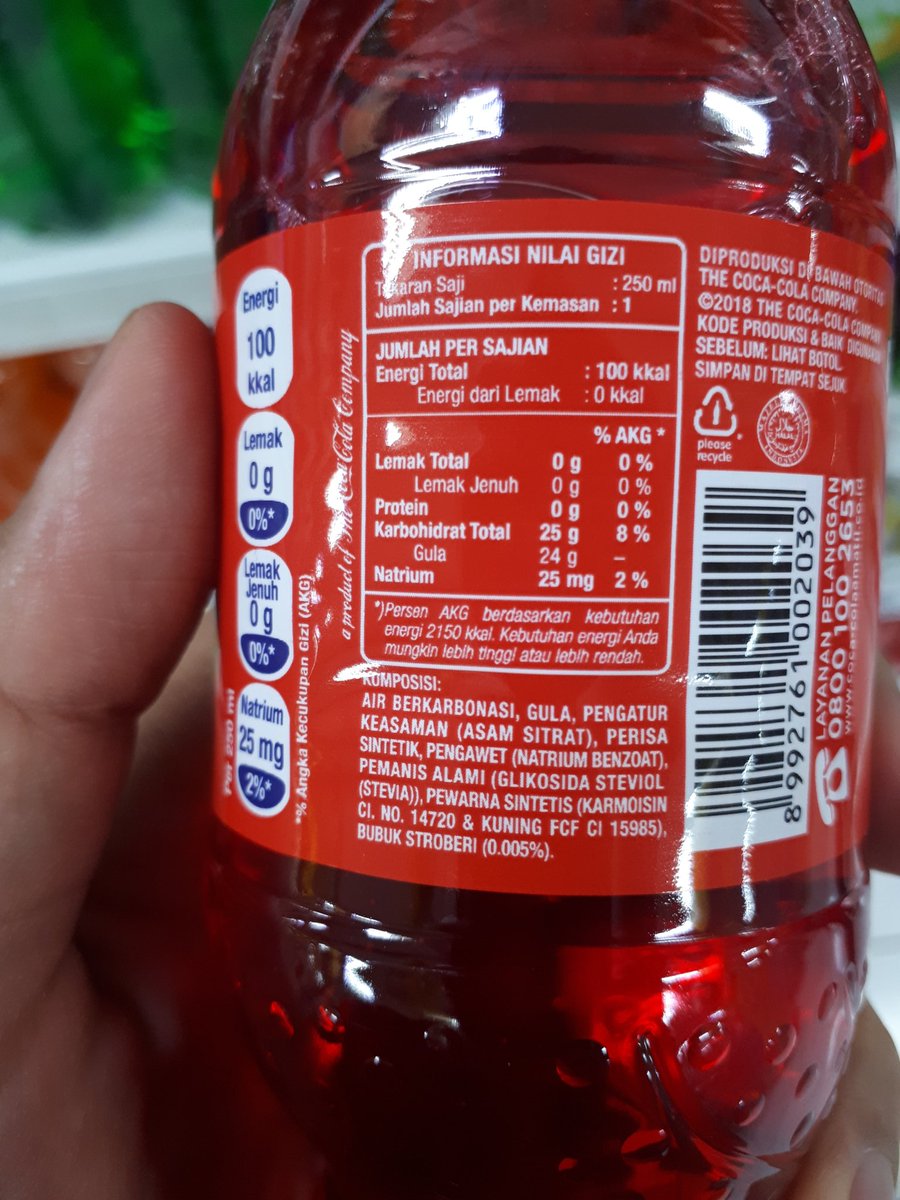 Energi
100
kkal
Lemak
0 g
0%*
Lemak
Jenuh
0 g
0%*
Natrium
25 mg
2%*
Per 250 ml
*% Angka Kecukupan Gizi (AKG)
a product of The Coca-Cola Company
INFORMASI NILAI GIZI
Takaran Saji : 250 ml
Jumlah Sajian per Kemasan : 1
JUMLAH PER SAJIAN
Energi Total : 100 kkal
Energi dari Lemak : 0 kkal
% AKG *
Lemak Total 0 g 0 %
Lemak Jenuh 0 g 0 %
Protein 0 g 0 %
Karbohidrat Total 25 g 8 %
Gula 24 g –
Natrium 25 mg 2 %
*)Persen AKG berdasarkan kebutuhan
energi 2150 kkal. Kebutuhan energi Anda
mungkin lebih tinggi atau lebih rendah.
KOMPOSISI:
AIR BERKARBONASI, GULA, PENGATUR
KEASAMAN (ASAM SITRAT), PERISA
SINTETIK, PENGAWET (NATRIUM BENZOAT),
PEMANIS ALAMI (GLIKOSIDA STEVIOL
(STEVIA)), PEWARNA SINTETIS (KARMOISIN
CI. NO. 14720 & KUNING FCF CI 15985),
BUBUK STROBERI (0.005%).
DIPRODUKSI DI BAWAH OTORITAS
THE COCA-COLA COMPANY.
©2018 THE COCA-COLA COMPANY
KODE PRODUKSI & BAIK DIGUNAKAN
SEBELUM: LIHAT BOTOL
SIMPAN DI TEMPAT SEJUK
please
recycle
HALAL
8 992761 002039
LAYANAN PELANGGAN
0800 100 2653
www.cocacolaamatil.co.id